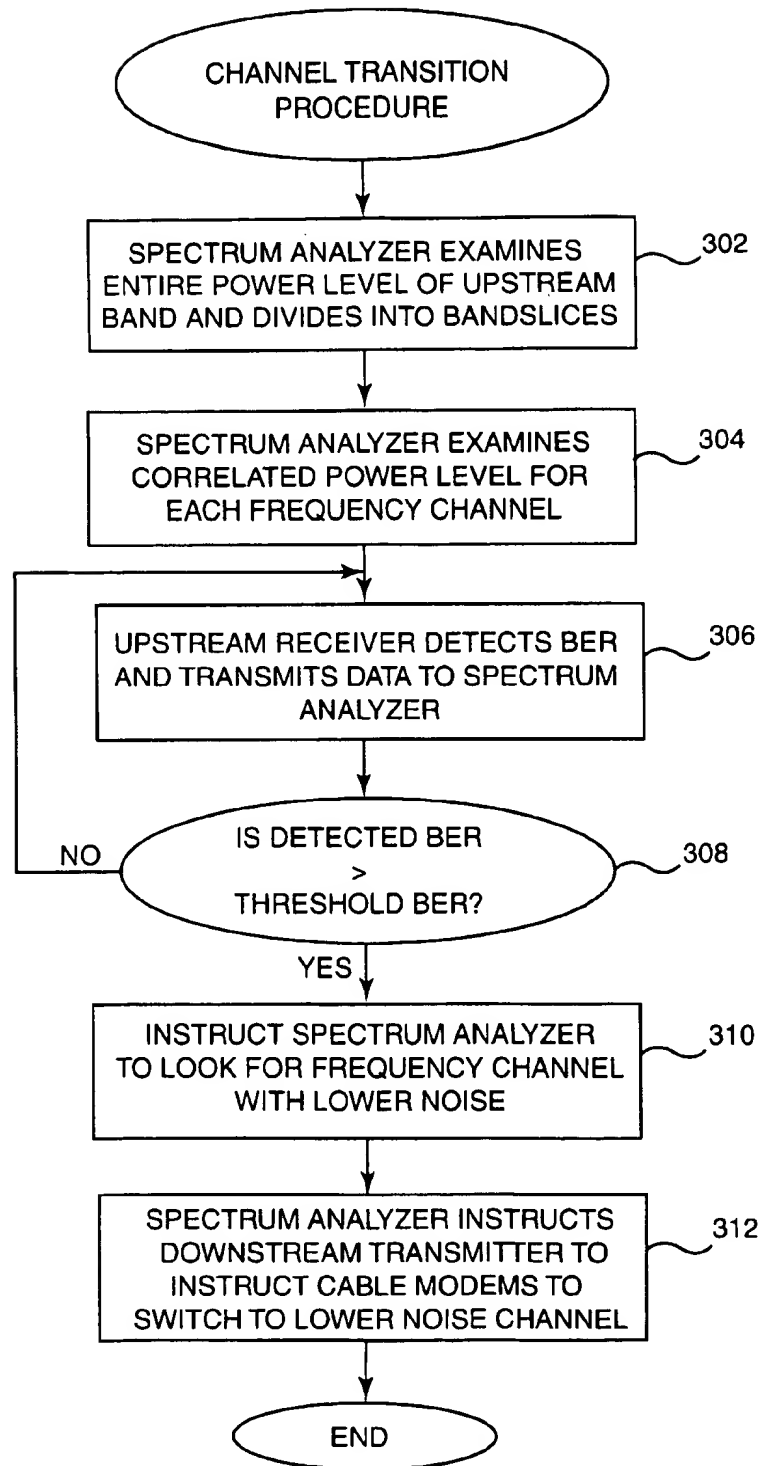 CHANNEL TRANSITION
PROCEDURE
SPECTRUM ANALYZER EXAMINES
ENTIRE POWER LEVEL OF UPSTREAM
BAND AND DIVIDES INTO BANDSLICES
302
SPECTRUM ANALYZER EXAMINES
CORRELATED POWER LEVEL FOR
EACH FREQUENCY CHANNEL
304
UPSTREAM RECEIVER DETECTS BER
AND TRANSMITS DATA TO SPECTRUM
ANALYZER
306
IS DETECTED BER
>
THRESHOLD BER?
308
NO
YES
INSTRUCT SPECTRUM ANALYZER
TO LOOK FOR FREQUENCY CHANNEL
WITH LOWER NOISE
310
SPECTRUM ANALYZER INSTRUCTS
DOWNSTREAM TRANSMITTER TO
INSTRUCT CABLE MODEMS TO
SWITCH TO LOWER NOISE CHANNEL
312
END